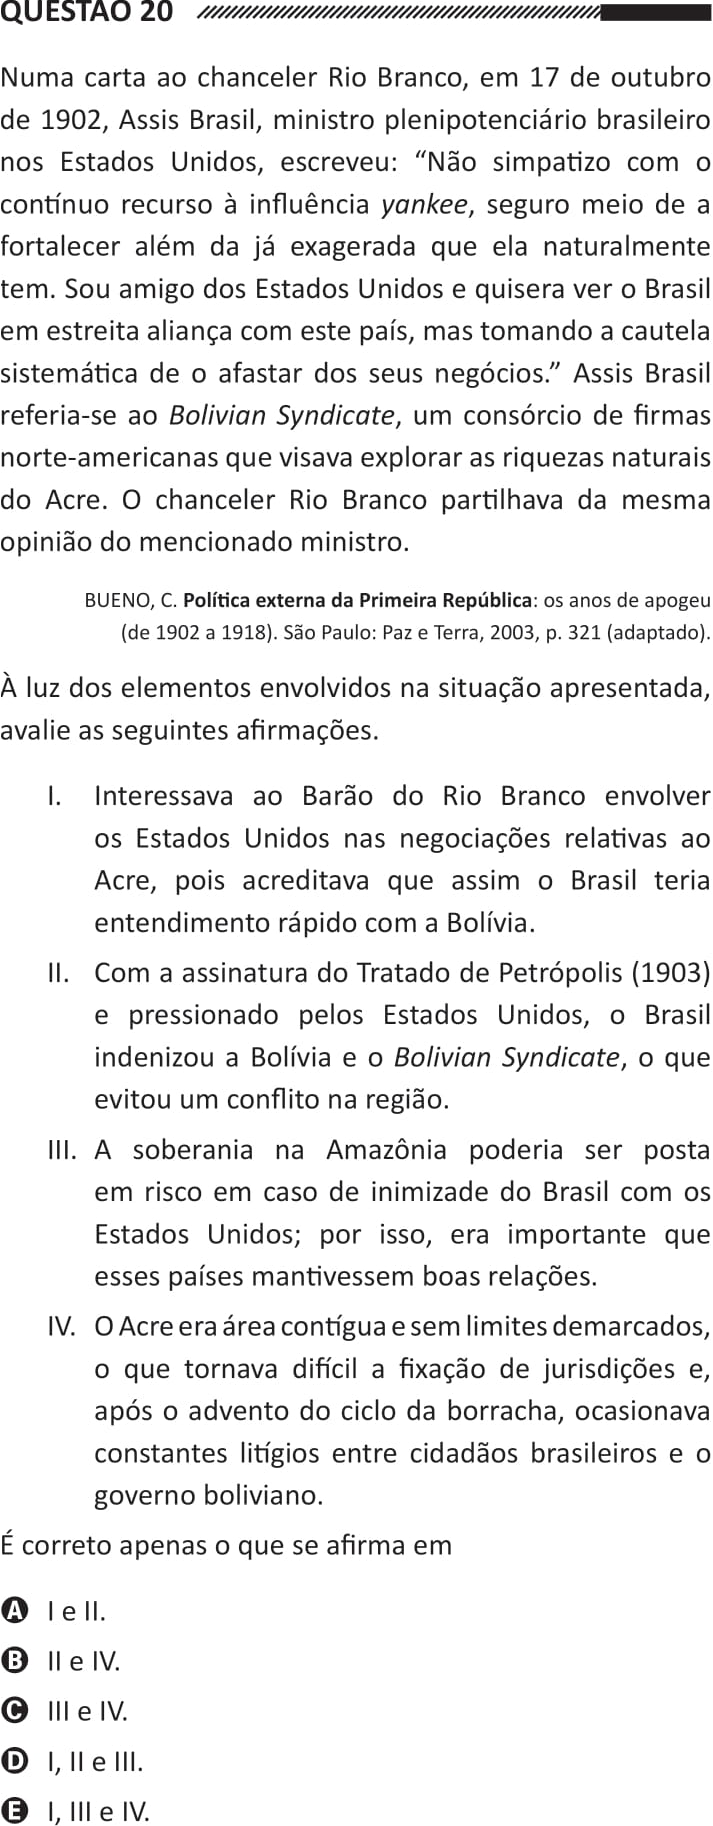 QUESTÃO 20
Numa carta ao chanceler Rio Branco, em 17 de outubro
de 1902, Assis Brasil, ministro plenipotenciário brasileiro
nos Estados Unidos, escreveu: “Não simpatizo com o
contínuo recurso à influência yankee, seguro meio de a
fortalecer além da já exagerada que ela naturalmente
tem. Sou amigo dos Estados Unidos e quisera ver o Brasil
em estreita aliança com este país, mas tomando a cautela
sistemática de o afastar dos seus negócios.” Assis Brasil
referia-se ao Bolivian Syndicate, um consórcio de firmas
norte-americanas que visava explorar as riquezas naturais
do Acre. O chanceler Rio Branco partilhava da mesma
opinião do mencionado ministro.
BUENO, C. Política externa da Primeira República: os anos de apogeu
(de 1902 a 1918). São Paulo: Paz e Terra, 2003, p. 321 (adaptado).
À luz dos elementos envolvidos na situação apresentada,
avalie as seguintes afirmações.
I. Interessava ao Barão do Rio Branco envolver
os Estados Unidos nas negociações relativas ao
Acre, pois acreditava que assim o Brasil teria
entendimento rápido com a Bolívia.
II. Com a assinatura do Tratado de Petrópolis (1903)
e pressionado pelos Estados Unidos, o Brasil
indenizou a Bolívia e o Bolivian Syndicate, o que
evitou um conflito na região.
III. A soberania na Amazônia poderia ser posta
em risco em caso de inimizade do Brasil com os
Estados Unidos; por isso, era importante que
esses países mantivessem boas relações.
IV. O Acre era área contígua e sem limites demarcados,
o que tornava difícil a fixação de jurisdições e,
após o advento do ciclo da borracha, ocasionava
constantes litígios entre cidadãos brasileiros e o
governo boliviano.
É correto apenas o que se afirma em
A I e II.
B II e IV.
C III e IV.
D I, II e III.
E I, III e IV.